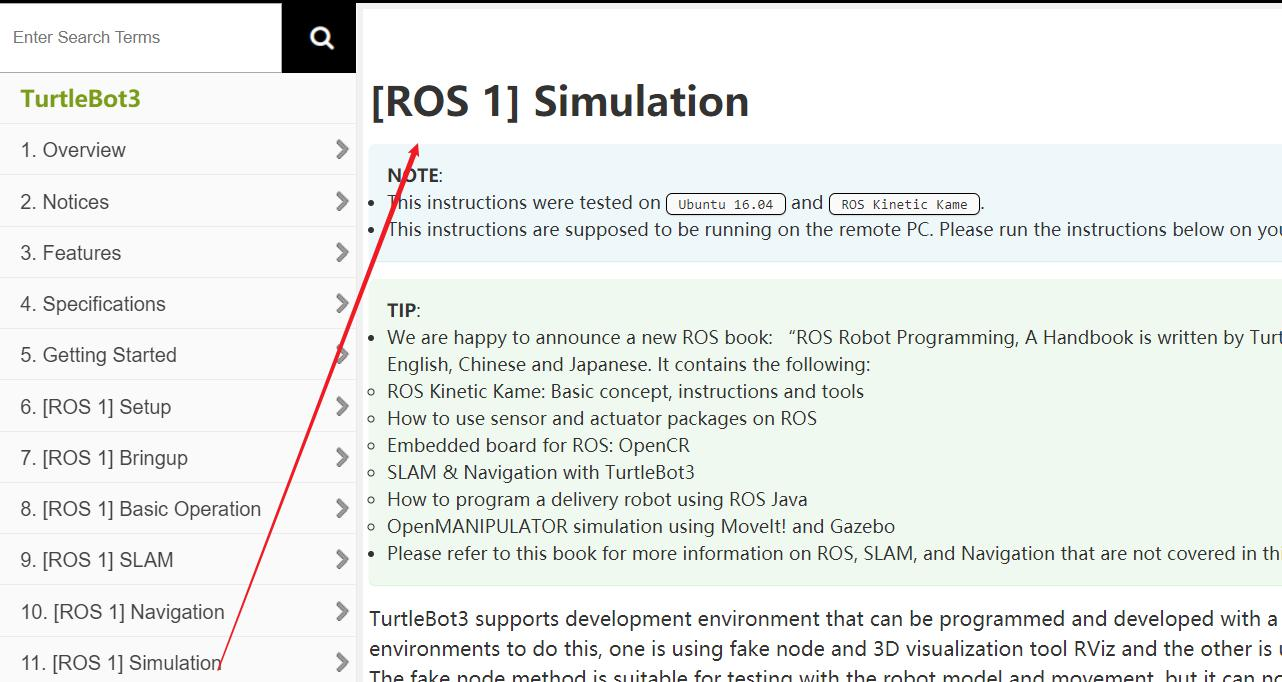 Enter Search Terms
TurtleBot3
1. Overview
2. Notices
3. Features
4. Specifications
5. Getting Started
6. [ROS 1] Setup
7. [ROS 1] Bringup
8. [ROS 1] Basic Operation
9. [ROS 1] SLAM
10. [ROS 1] Navigation
11. [ROS 1] Simulation
[ROS 1] Simulation
NOTE:
This instructions were tested on Ubuntu 16.04 and ROS Kinetic Kame.
This instructions are supposed to be running on the remote PC. Please run the instructions below on you
TIP:
We are happy to announce a new ROS book: “ROS Robot Programming, A Handbook is written by Turt
English, Chinese and Japanese. It contains the following:
ROS Kinetic Kame: Basic concept, instructions and tools
How to use sensor and actuator packages on ROS
Embedded board for ROS: OpenCR
SLAM & Navigation with TurtleBot3
How to program a delivery robot using ROS Java
OpenMANIPULATOR simulation using MoveIt! and Gazebo
Please refer to this book for more information on ROS, SLAM, and Navigation that are not covered in th
TurtleBot3 supports development environment that can be programmed and developed with a
environments to do this, one is using fake node and 3D visualization tool RViz and the other is u
The fake node method is suitable for testing with the robot model and movement, but it can no